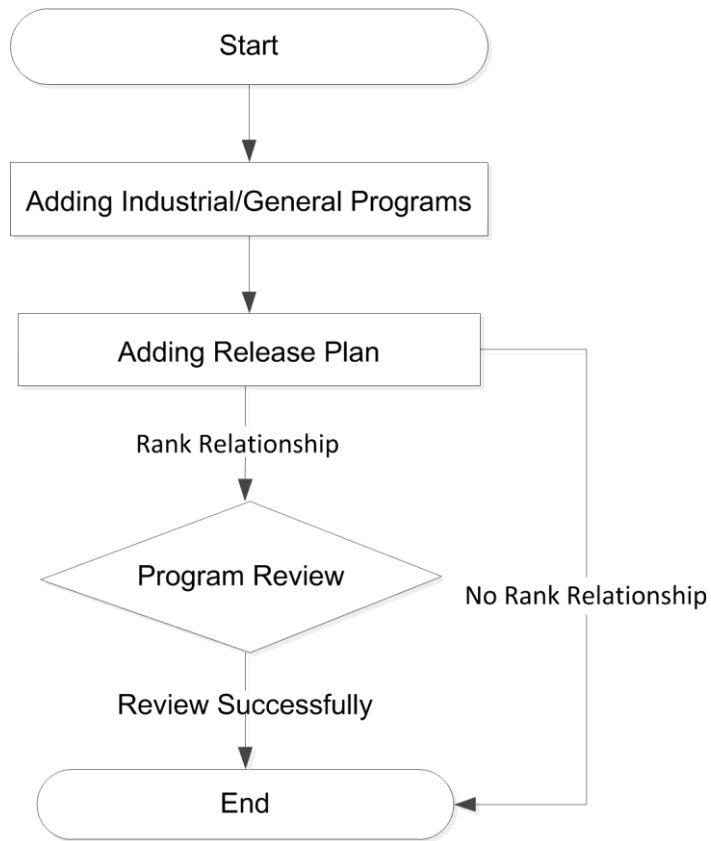 Start
Adding Industrial/General Programs
Adding Release Plan
Rank Relationship
Program Review
No Rank Relationship
Review Successfully
End